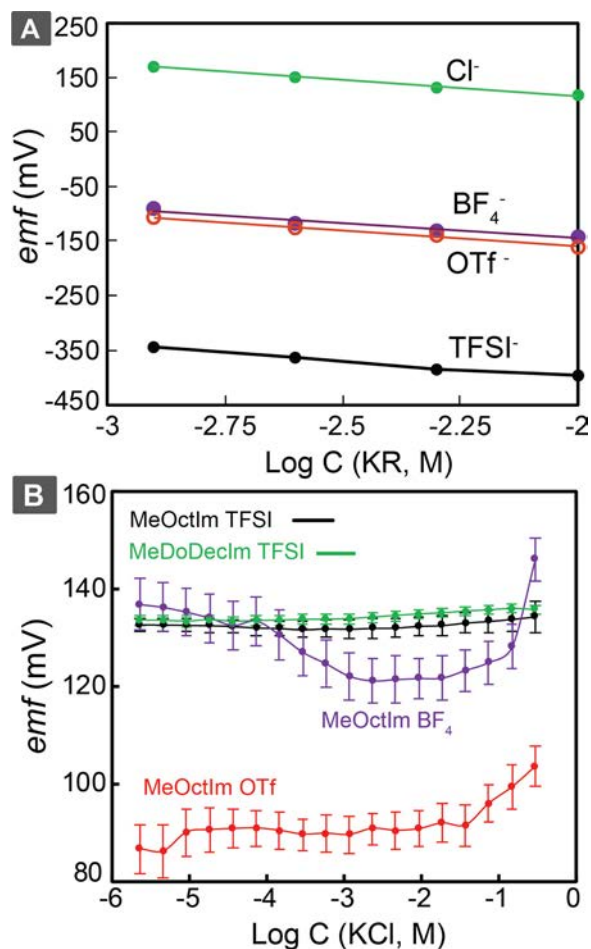 A
250
150
50
-50
-150
-250
-350
-450
emf (mV)
Cl⁻
BF₄⁻
OTf⁻
TFSI⁻
-3
-2.75
-2.5
-2.25
-2
Log C (KR, M)
B
160
140
120
100
80
emf (mV)
MeOctIm TFSI
MeDoDecIm TFSI
MeOctIm BF₄
MeOctIm OTf
-6
-5
-4
-3
-2
-1
0
Log C (KCl, M)